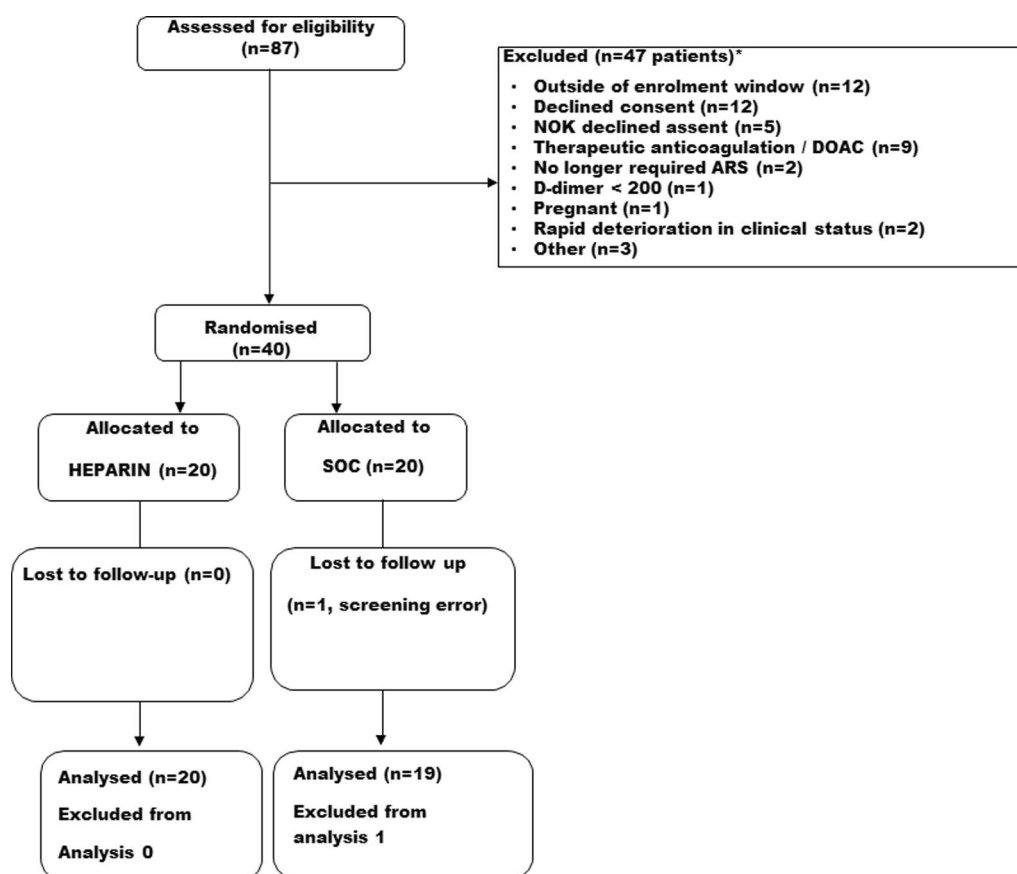 Assessed for eligibility
(n=87)
Excluded (n=47 patients)*
• Outside of enrolment window (n=12)
• Declined consent (n=12)
• NOK declined assent (n=5)
• Therapeutic anticoagulation / DOAC (n=9)
• No longer required ARS (n=2)
• D-dimer < 200 (n=1)
• Pregnant (n=1)
• Rapid deterioration in clinical status (n=2)
• Other (n=3)
Randomised
(n=40)
Allocated to
HEPARIN (n=20)
Allocated to
SOC (n=20)
Lost to follow-up (n=0)
Lost to follow up
(n=1, screening error)
Analysed (n=20)
Excluded from
Analysis 0
Analysed (n=19)
Excluded from
analysis 1